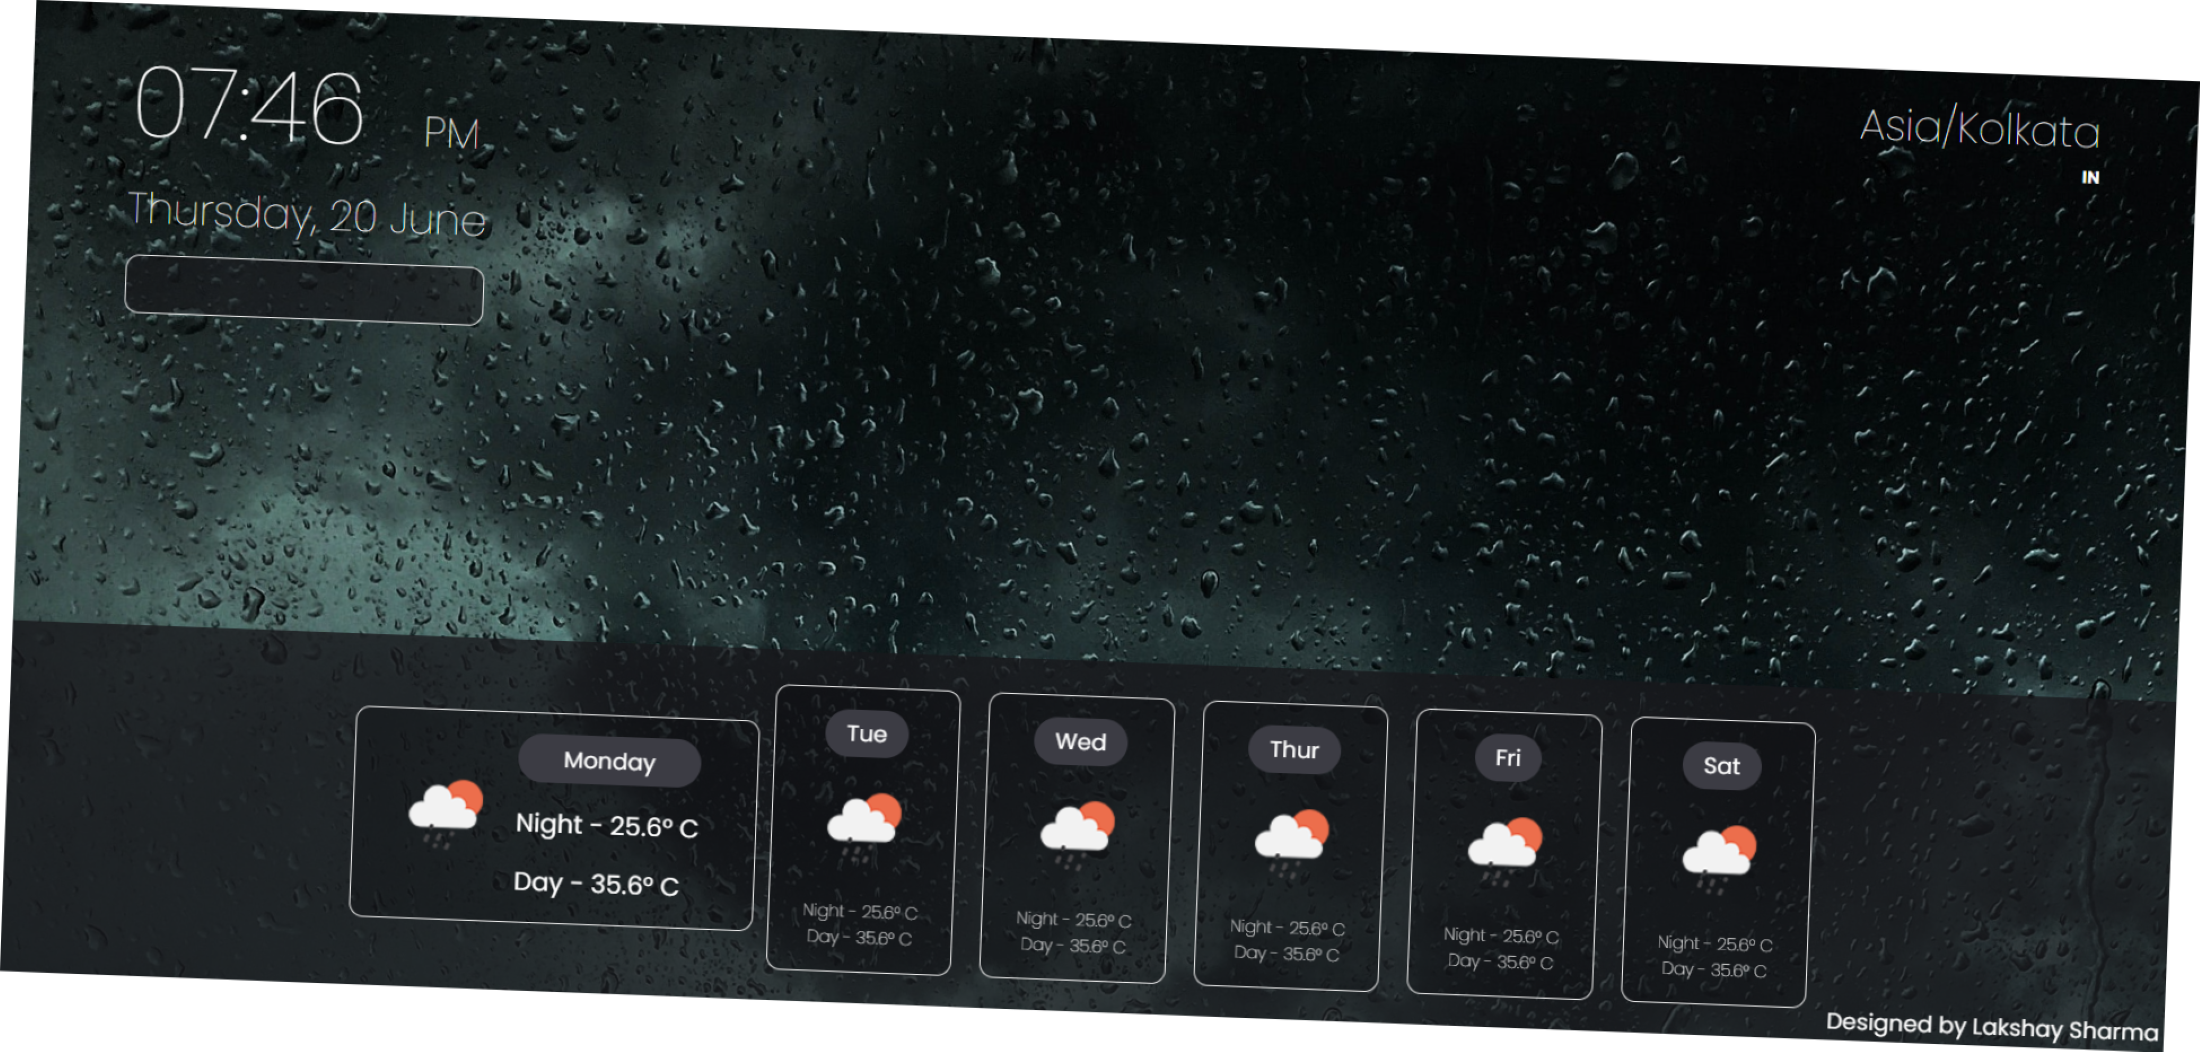 07:46 PM
Thursday, 20 June
Asia/Kolkata
IN
Monday
Night - 25.6° C
Day - 35.6° C
Tue
Night - 25.6° C
Day - 35.6° C
Wed
Night - 25.6° C
Day - 35.6° C
Thur
Night - 25.6° C
Day - 35.6° C
Fri
Night - 25.6° C
Day - 35.6° C
Sat
Night - 25.6° C
Day - 35.6° C
Designed by Lakshay Sharma